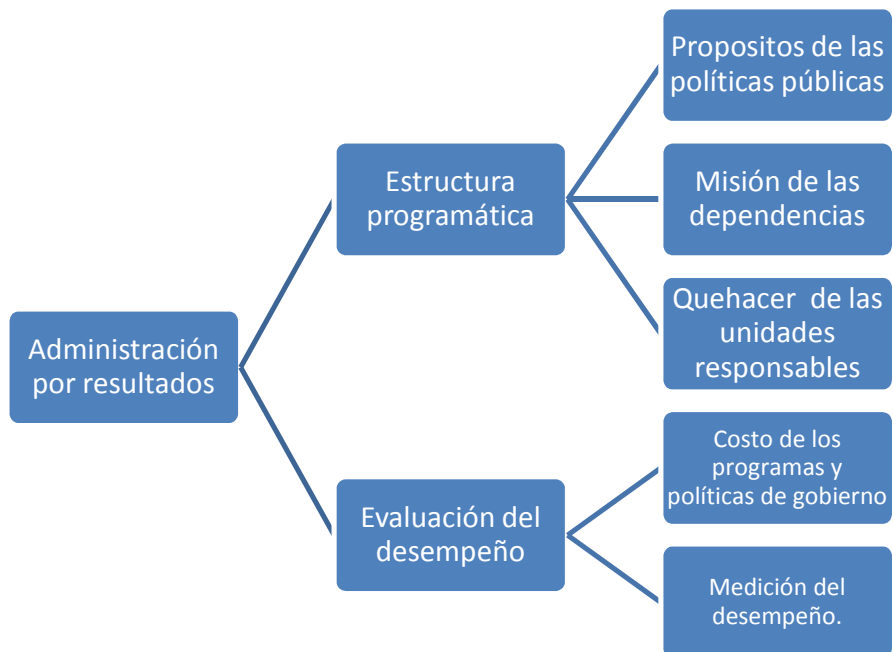 Propositos de las
políticas públicas
Estructura
programática
Misión de las
dependencias
Quehacer de las
unidades
responsables
Administración
por resultados
Costo de los
programas y
políticas de gobierno
Evaluación del
desempeño
Medición del
desempeño.